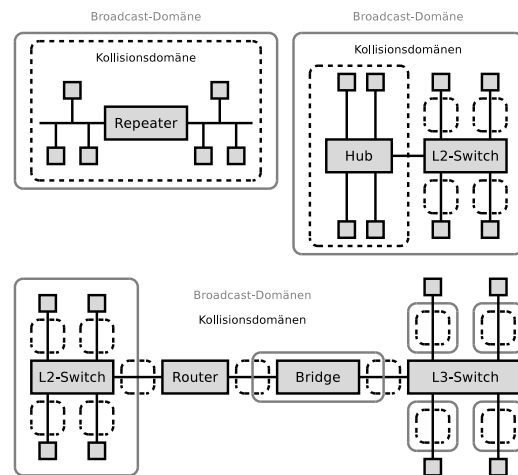 Broadcast-Domäne
Kollisionsdomäne
Repeater
Broadcast-Domäne
Kollisionsdomänen
Hub
L2-Switch
Broadcast-Domänen
Kollisionsdomänen
L2-Switch
Router
Bridge
L3-Switch